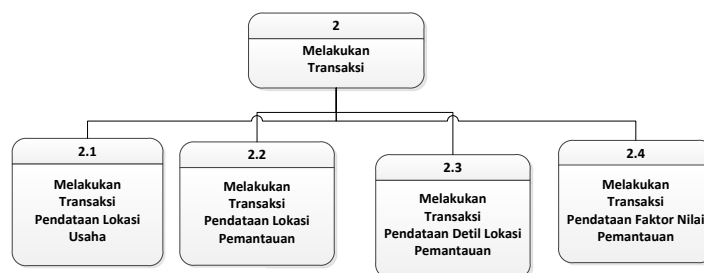 2
Melakukan
Transaksi
2.1
Melakukan
Transaksi
Pendataan Lokasi
Usaha
2.2
Melakukan
Transaksi
Pendataan Lokasi
Pemantauan
2.3
Melakukan
Transaksi
Pendataan Detil Lokasi
Pemantauan
2.4
Melakukan
Transaksi
Pendataan Faktor Nilai
Pemantauan